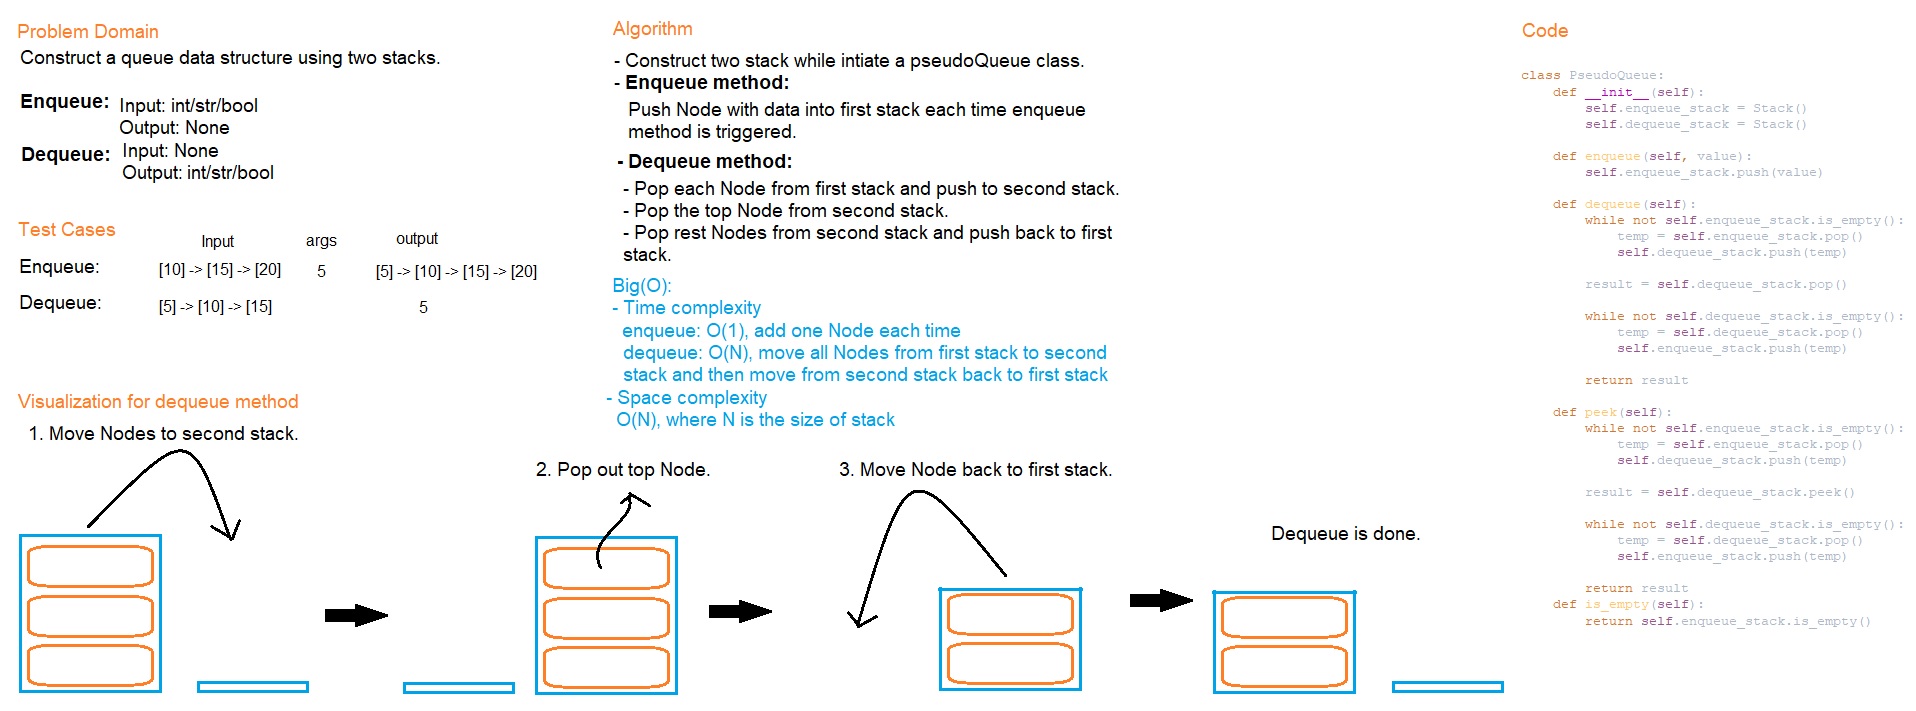 Problem Domain
Construct a queue data structure using two stacks.
Enqueue: Input: int/str/bool
Output: None
Dequeue: Input: None
Output: int/str/bool
Test Cases
Input args output
Enqueue: [10] -> [15] -> [20] 5 [5] -> [10] -> [15] -> [20]
Dequeue: [5] -> [10] -> [15] 5
Visualization for dequeue method
1. Move Nodes to second stack.
2. Pop out top Node.
3. Move Node back to first stack.
Dequeue is done.
Algorithm
- Construct two stack while intiate a pseudoQueue class.
- Enqueue method:
Push Node with data into first stack each time enqueue
method is triggered.
- Dequeue method:
- Pop each Node from first stack and push to second stack.
- Pop the top Node from second stack.
- Pop rest Nodes from second stack and push back to first
stack.
Big(O):
- Time complexity
enqueue: O(1), add one Node each time
dequeue: O(N), move all Nodes from first stack to second
stack and then move from second stack back to first stack
- Space complexity
O(N), where N is the size of stack
Code
class PseudoQueue:
    def __init__(self):
        self.enqueue_stack = Stack()
        self.dequeue_stack = Stack()
    def enqueue(self, value):
        self.enqueue_stack.push(value)
    def dequeue(self):
        while not self.enqueue_stack.is_empty():
            temp = self.enqueue_stack.pop()
            self.dequeue_stack.push(temp)
        result = self.dequeue_stack.pop()
        while not self.dequeue_stack.is_empty():
            temp = self.dequeue_stack.pop()
            self.enqueue_stack.push(temp)
        return result
    def peek(self):
        while not self.enqueue_stack.is_empty():
            temp = self.enqueue_stack.pop()
            self.dequeue_stack.push(temp)
        result = self.dequeue_stack.peek()
        while not self.dequeue_stack.is_empty():
            temp = self.dequeue_stack.pop()
            self.enqueue_stack.push(temp)
        return result
    def is_empty(self):
        return self.enqueue_stack.is_empty()